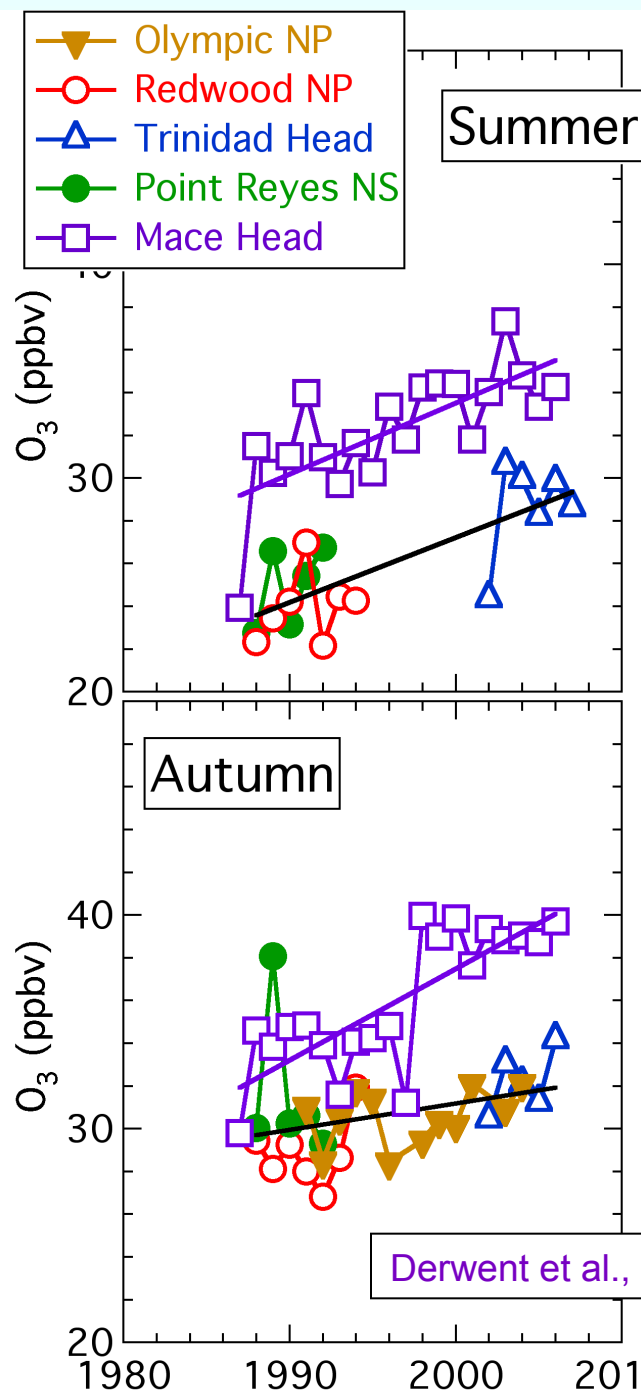 Olympic NP
Redwood NP
Trinidad Head
Point Reyes NS
Mace Head
Summer
O3 (ppbv)
30
20
Autumn
O3 (ppbv)
40
30
20
Derwent et al.,
1980
1990
2000